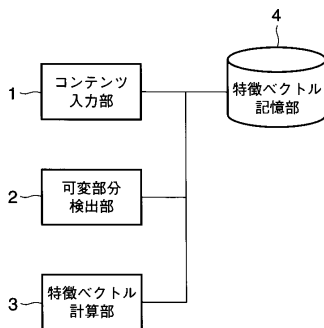 4
1
コンテンツ
入力部
特徴ベクトル
記憶部
2
可変部分
検出部
3
特徴ベクトル
計算部